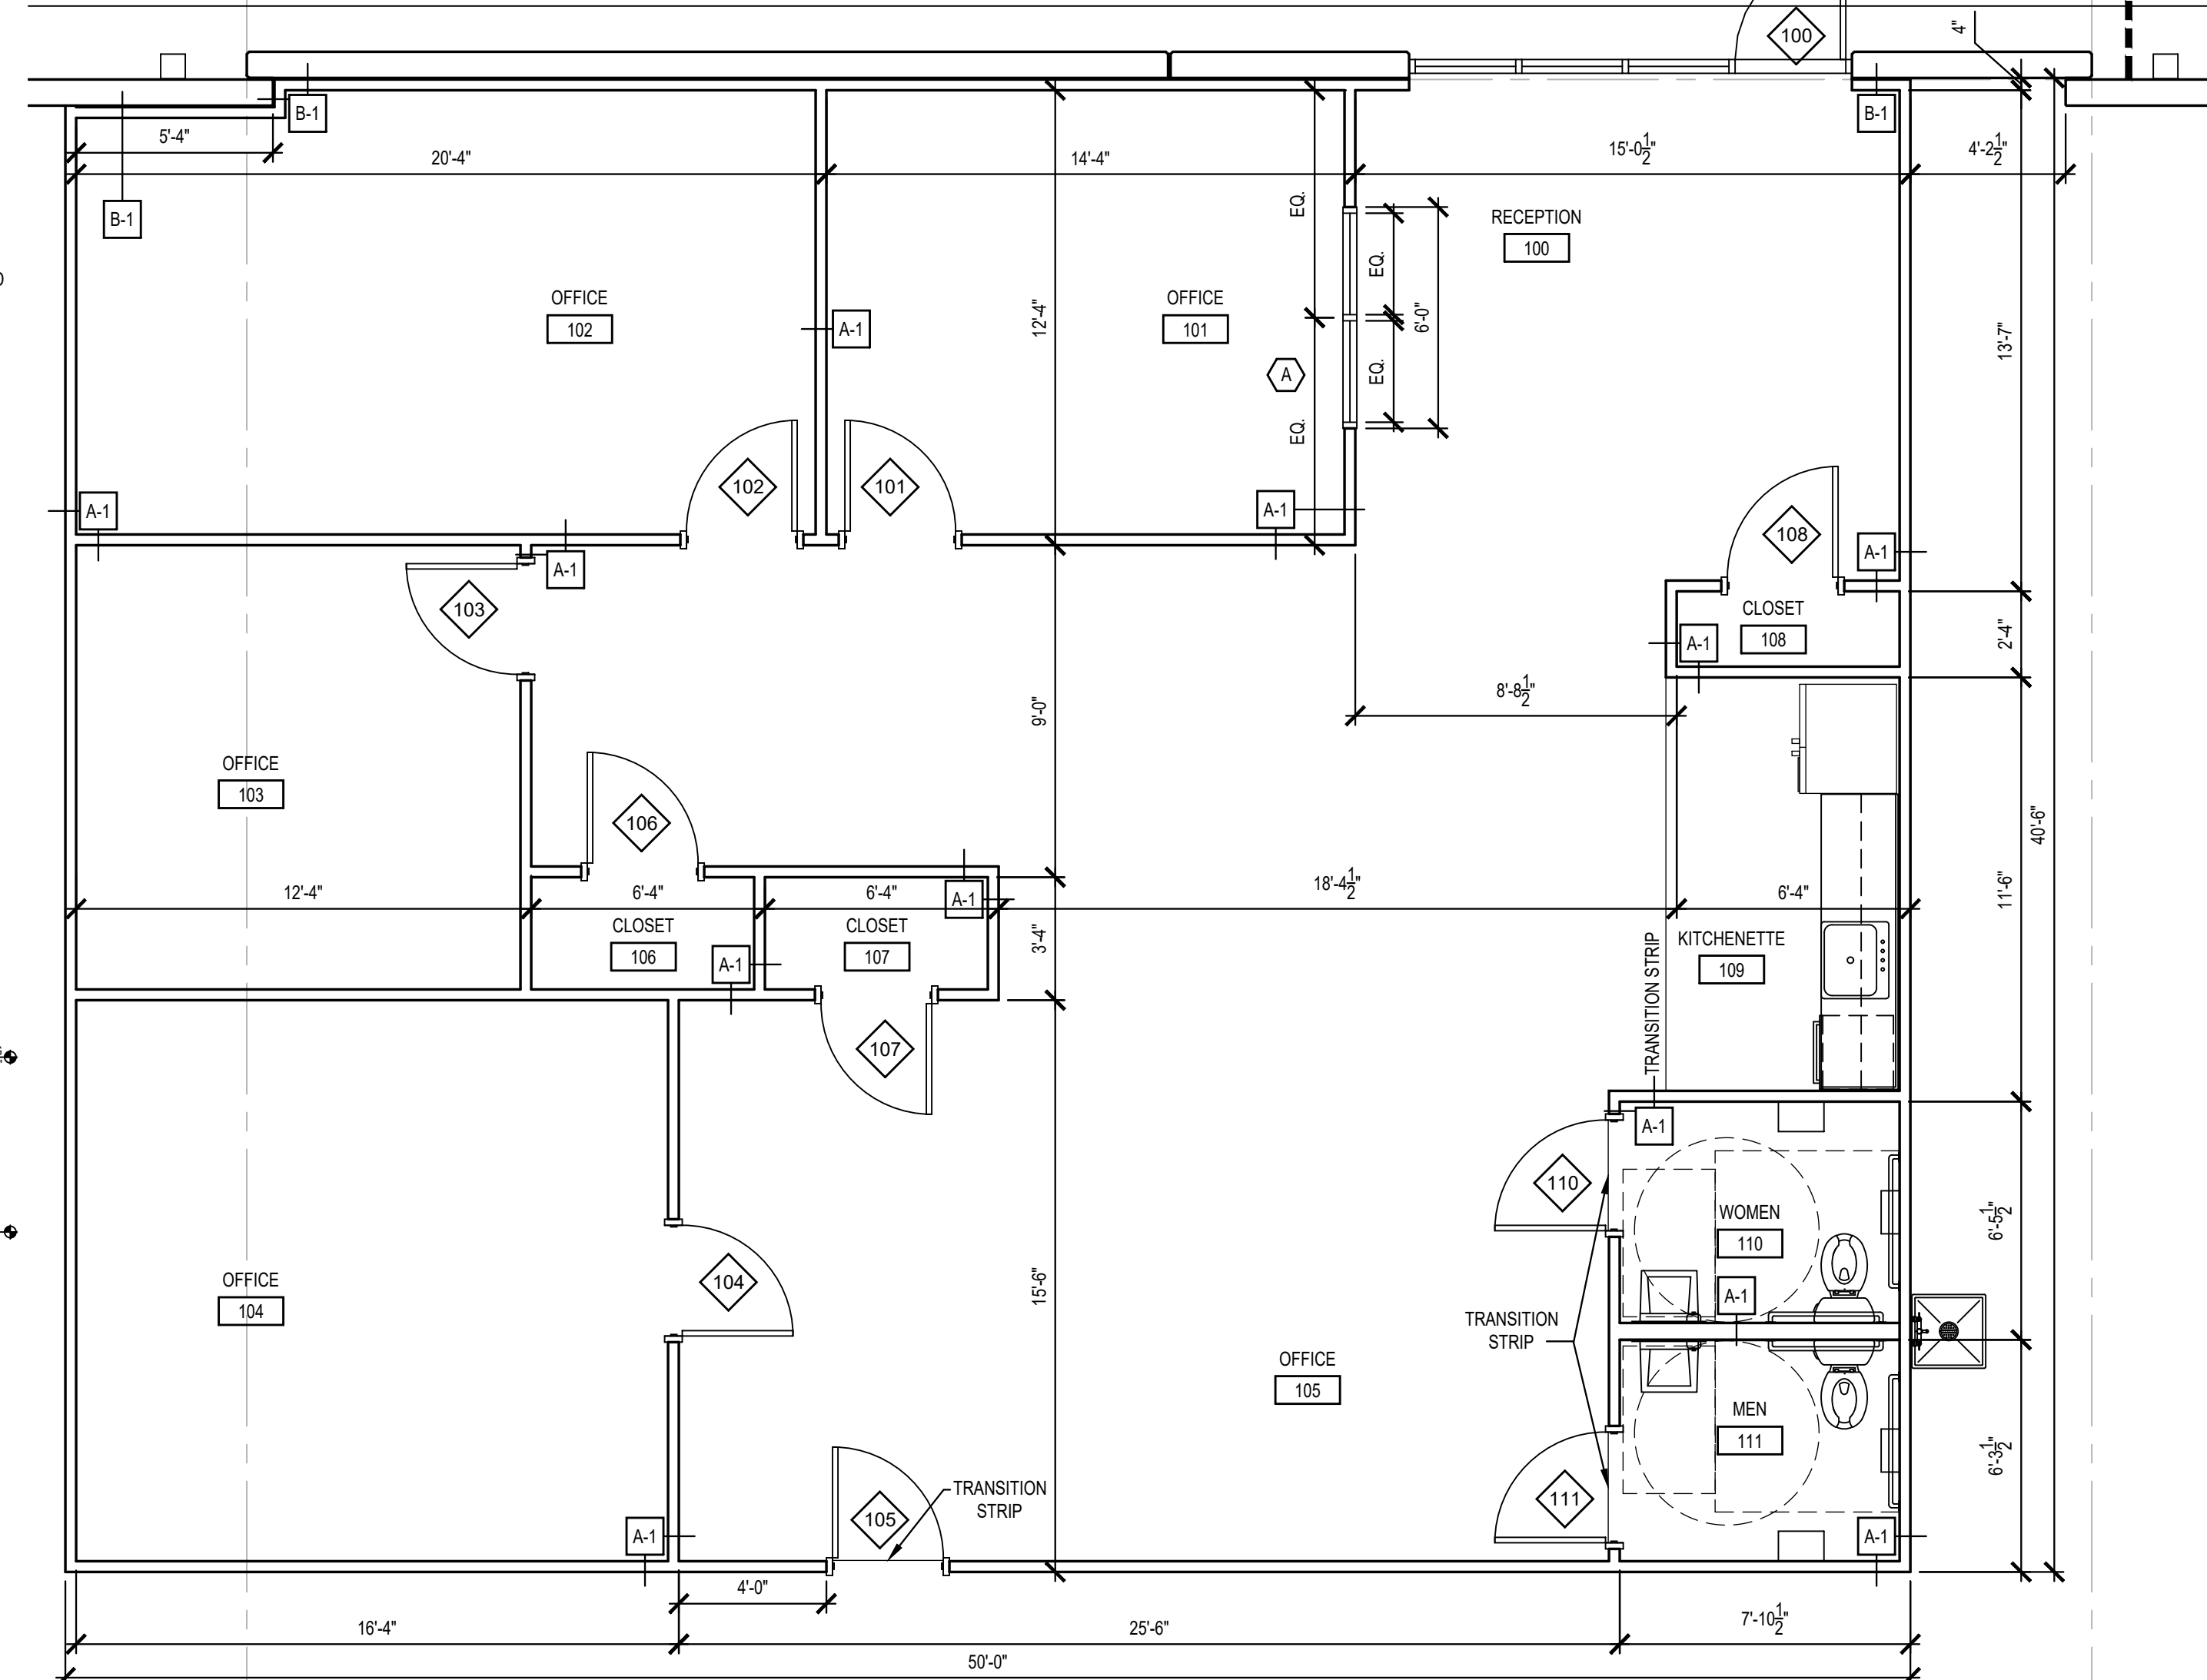 100
4"
B-1
B-1
5'-4"
20'-4"
14'-4"
15'-0 1/2"
4'-2 1/2"
B-1
EQ.
RECEPTION
100
EQ.
6'-0"
EQ.
EQ.
OFFICE
102
A-1
12'-4"
OFFICE
101
A
13'-7"
102
101
A-1
A-1
A-1
108
A-1
103
CLOSET
108
A-1
2'-4"
8'-8 1/2"
9'-0"
OFFICE
103
106
40'-6"
12'-4"
6'-4"
6'-4"
A-1
18'-4 1/2"
6'-4"
11'-6"
CLOSET
106
A-1
CLOSET
107
3'-4"
TRANSITION STRIP
KITCHENETTE
109
107
A-1
110
WOMEN
110
6'-5 1/2"
OFFICE
104
104
15'-6"
A-1
TRANSITION
STRIP
OFFICE
105
MEN
111
6'-3 1/2"
TRANSITION
STRIP
105
111
A-1
A-1
4'-0"
16'-4"
25'-6"
7'-10 1/2"
50'-0"